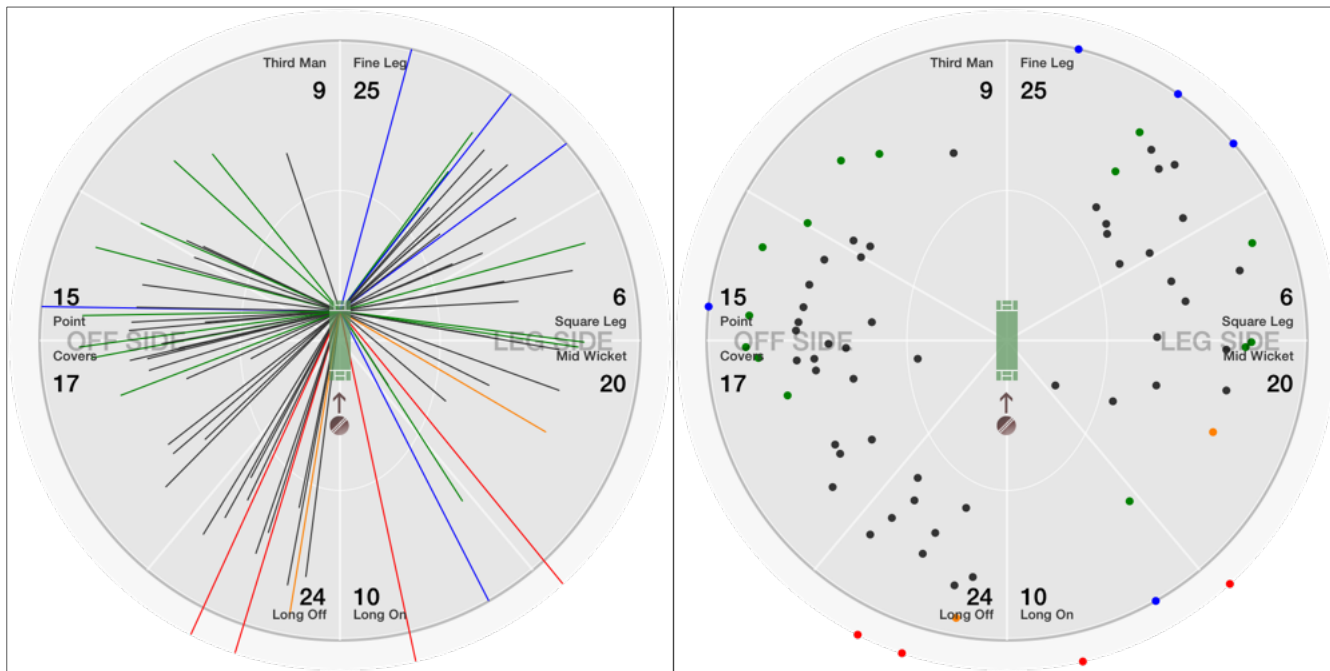 Third Man
Fine Leg
9
25
15
6
Point
Square Leg
OFF SIDE
LEG SIDE
Covers
Mid Wicket
17
20
24
10
Long Off
Long On
Third Man
Fine Leg
9
25
15
6
Point
Square Leg
OFF SIDE
LEG SIDE
Covers
Mid Wicket
17
20
24
10
Long Off
Long On